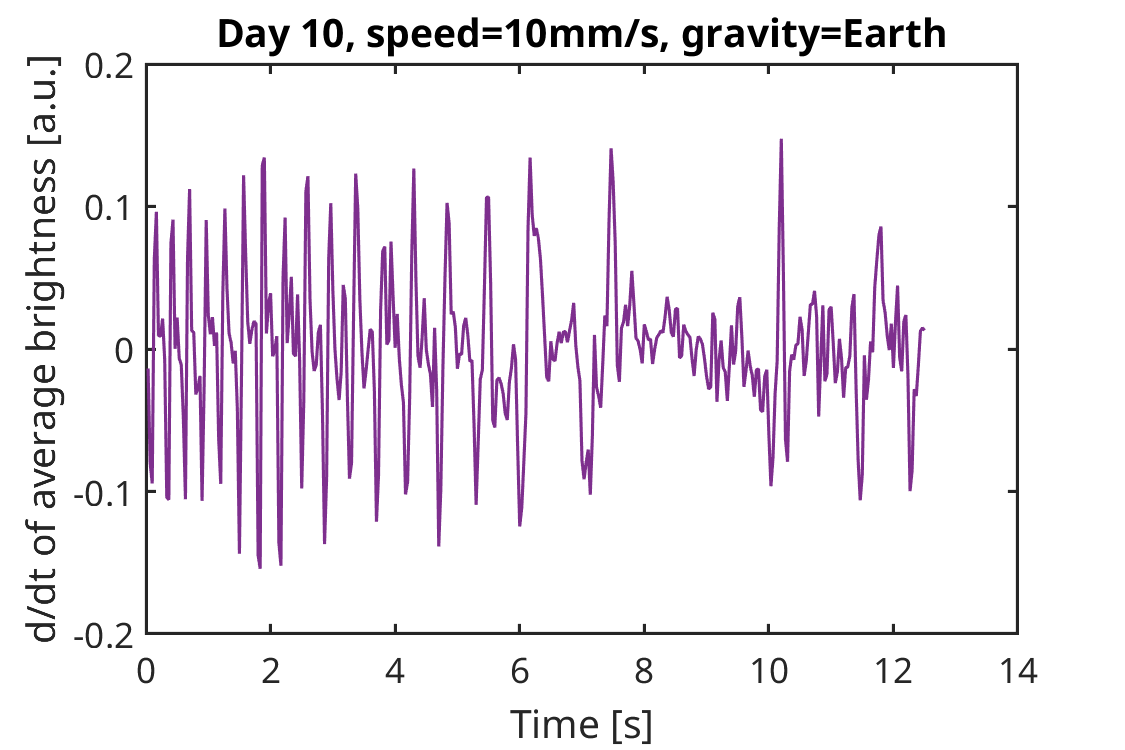 Day 10, speed=10mm/s, gravity=Earth
d/dt of average brightness [a.u.]
0.2
0.1
0
-0.1
-0.2
0 2 4 6 8 10 12 14
Time [s]